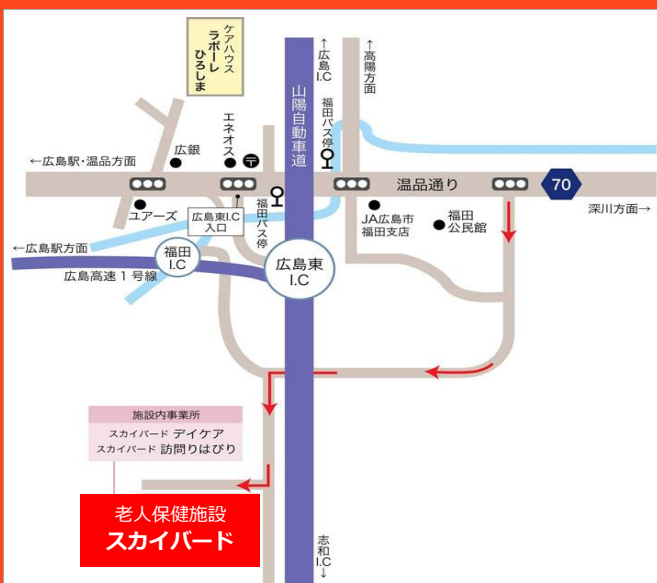 ケアハウス
ラポーレ
ひろしま
←広島I.C
←高陽方面
山陽自動車道
福田バス停
エネオス
広銀
〒
←広島駅・温品方面
温品通り
70
深川方面→
ユアーズ
広島東I.C
入口
福田バス停
JA広島市
福田支店
福田
公民館
←広島駅方面
福田
I.C
広島東
I.C
広島高速1号線
施設内事業所
スカイバード デイケア
スカイバード 訪問りはびり
老人保健施設
スカイバード
志和I.C→